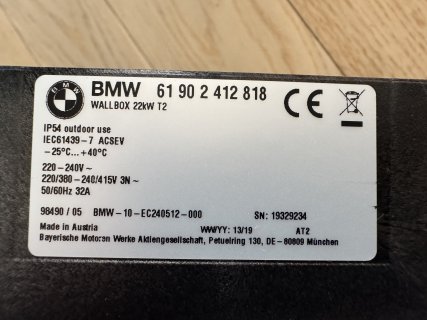 BMW 61 90 2 412 818
WALLBOX 22kW T2
IP54 outdoor use
IEC61439-7 ACSEV
-25°C...+40°C
220-240V~
220/380-240/415V 3N~
50/60Hz 32A
98490 / 05 BMW-10-EC240512-000 SN: 19329234
Made in Austria WW/YY: 13/19 AT2
Bayerische Motoren Werke Aktiengesellschaft, Petuelring 130, DE-80809 München